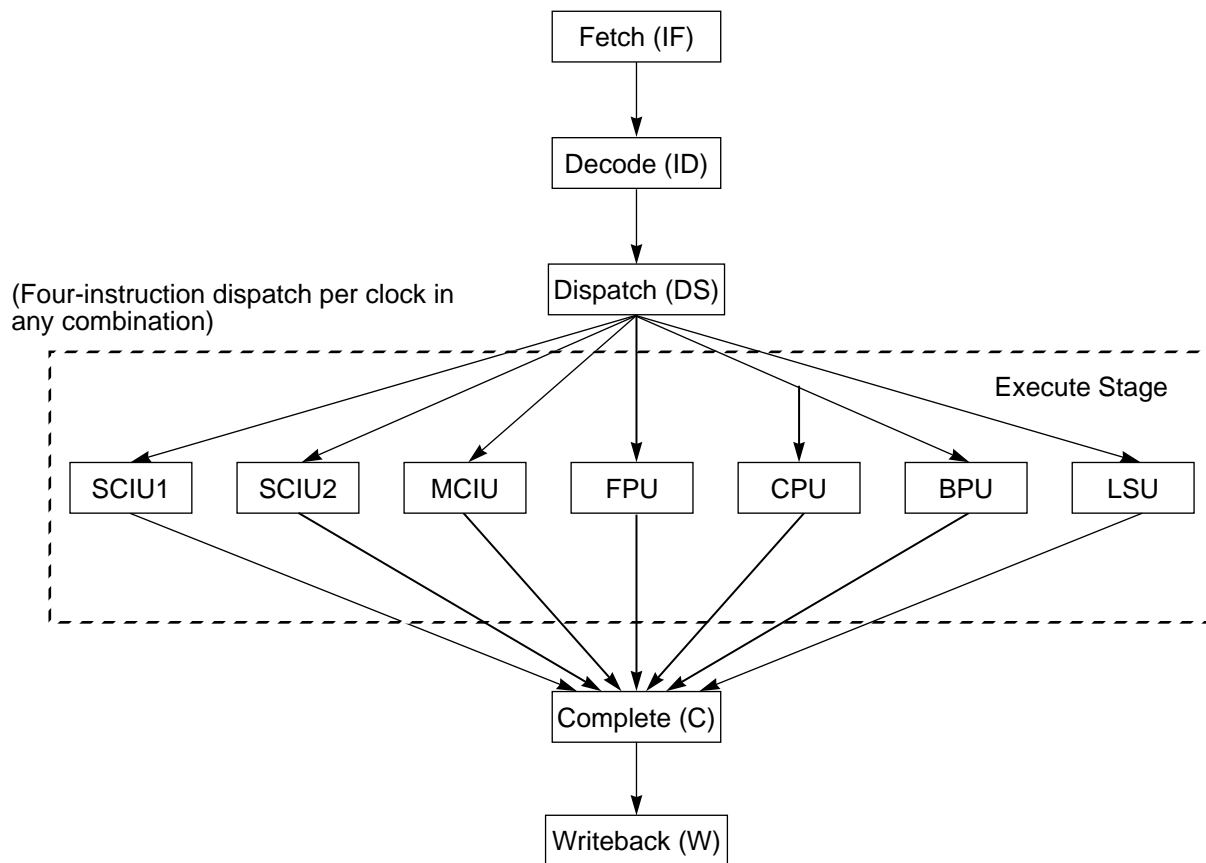 Fetch (IF)
Decode (ID)
Dispatch (DS)
(Four-instruction dispatch per clock in
any combination)
Execute Stage
SCIU1
SCIU2
MCIU
FPU
CPU
BPU
LSU
Complete (C)
Writeback (W)